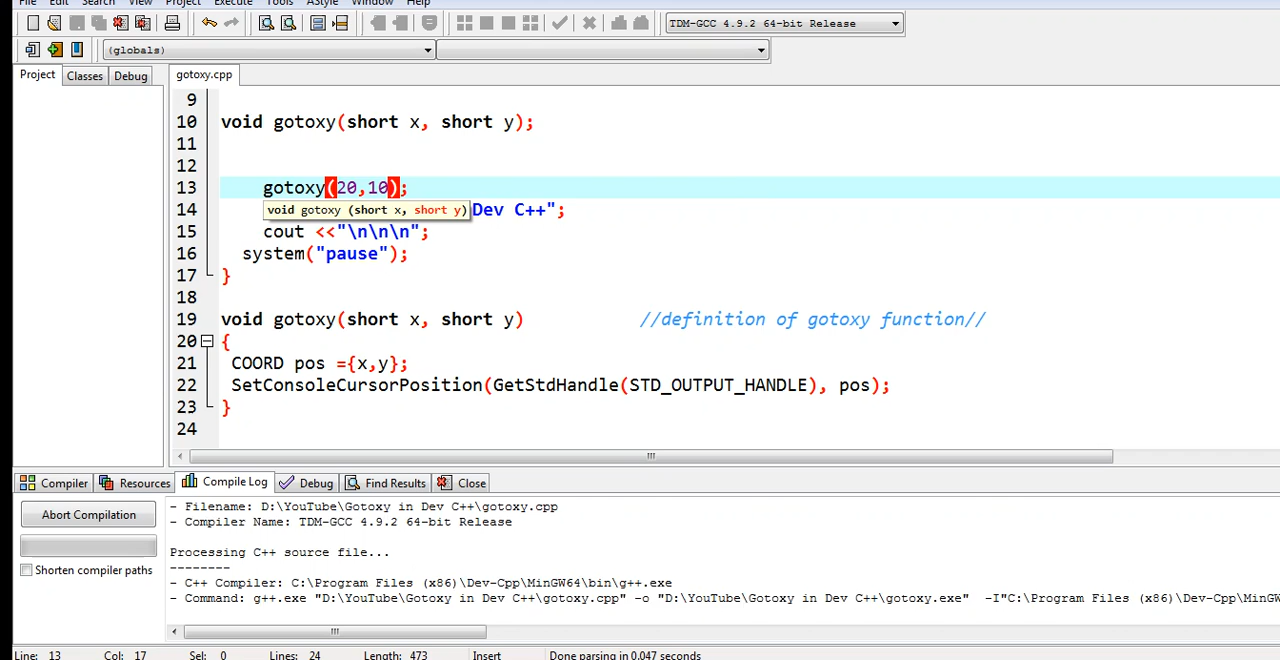 File Edit Search View Project Execute Tools AStyle Window Help
TDM-GCC 4.9.2 64-bit Release
(globals)
Project Classes Debug gotoxy.cpp
9
10 void gotoxy(short x, short y);
11
12
13 gotoxy(20,10);
14 void gotoxy (short x, short y) Dev C++";
15 cout <<"\n\n\n";
16 system("pause");
17 }
18
19 void gotoxy(short x, short y) //definition of gotoxy function//
20 {
21 COORD pos ={x,y};
22 SetConsoleCursorPosition(GetStdHandle(STD_OUTPUT_HANDLE), pos);
23 }
24
Compiler Resources Compile Log Debug Find Results Close
Abort Compilation
Shorten compiler paths
- Filename: D:\YouTube\Gotoxy in Dev C++\gotoxy.cpp
- Compiler Name: TDM-GCC 4.9.2 64-bit Release
Processing C++ source file...
--------
- C++ Compiler: C:\Program Files (x86)\Dev-Cpp\MinGW64\bin\g++.exe
- Command: g++.exe "D:\YouTube\Gotoxy in Dev C++\gotoxy.cpp" -o "D:\YouTube\Gotoxy in Dev C++\gotoxy.exe" -I"C:\Program Files (x86)\Dev-Cpp\MinGW
Line: 13 Col: 17 Sel: 0 Lines: 24 Length: 473 Insert Done parsing in 0.047 seconds